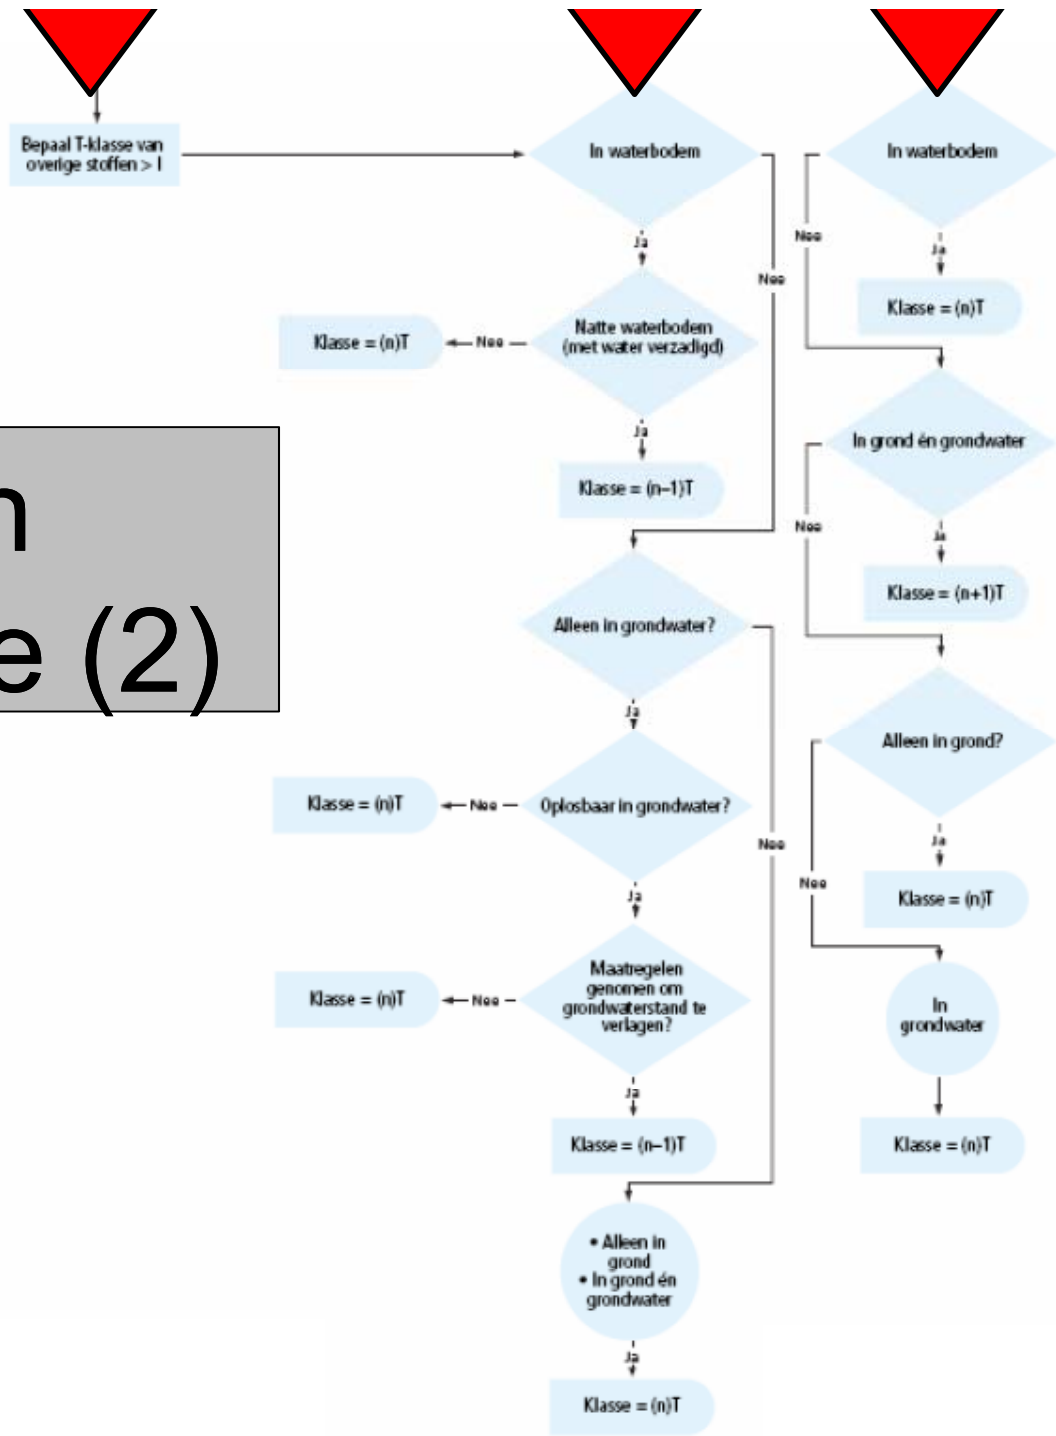 Bepaal T-klasse van
overige stoffen > I
In waterbodem
Ja
Nee
Natte waterbodem
(met water verzadigd)
Nee
Klasse = (n)T
Ja
Klasse = (n–1)T
n
e (2)
Alleen in grondwater?
Ja
Nee
Oplosbaar in grondwater?
Nee
Klasse = (n)T
Ja
Maatregelen
genomen om
grondwaterstand te
verlagen?
Nee
Klasse = (n)T
Ja
Klasse = (n–1)T
• Alleen in
grond
• In grond én
grondwater
Ja
Klasse = (n)T
In waterbodem
Nee
Ja
Klasse = (n)T
In grond én grondwater
Nee
Ja
Klasse = (n+1)T
Alleen in grond?
Ja
Nee
Klasse = (n)T
In
grondwater
Klasse = (n)T